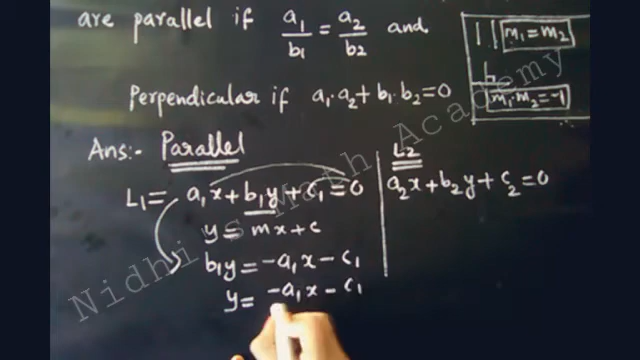 are parallel if a₁/b₁ = a₂/b₂ and
|| m₁ = m₂
Perpendicular if a₁·a₂ + b₁·b₂ = 0
m₁·m₂ = -1
Ans:- Parallel
L₁ = a₁x + b₁y + c₁ = 0
y = mx + c
b₁y = -a₁x - c₁
y = -a₁x - c₁
L2
a₂x + b₂y + c₂ = 0
Nidhi's Math Academy